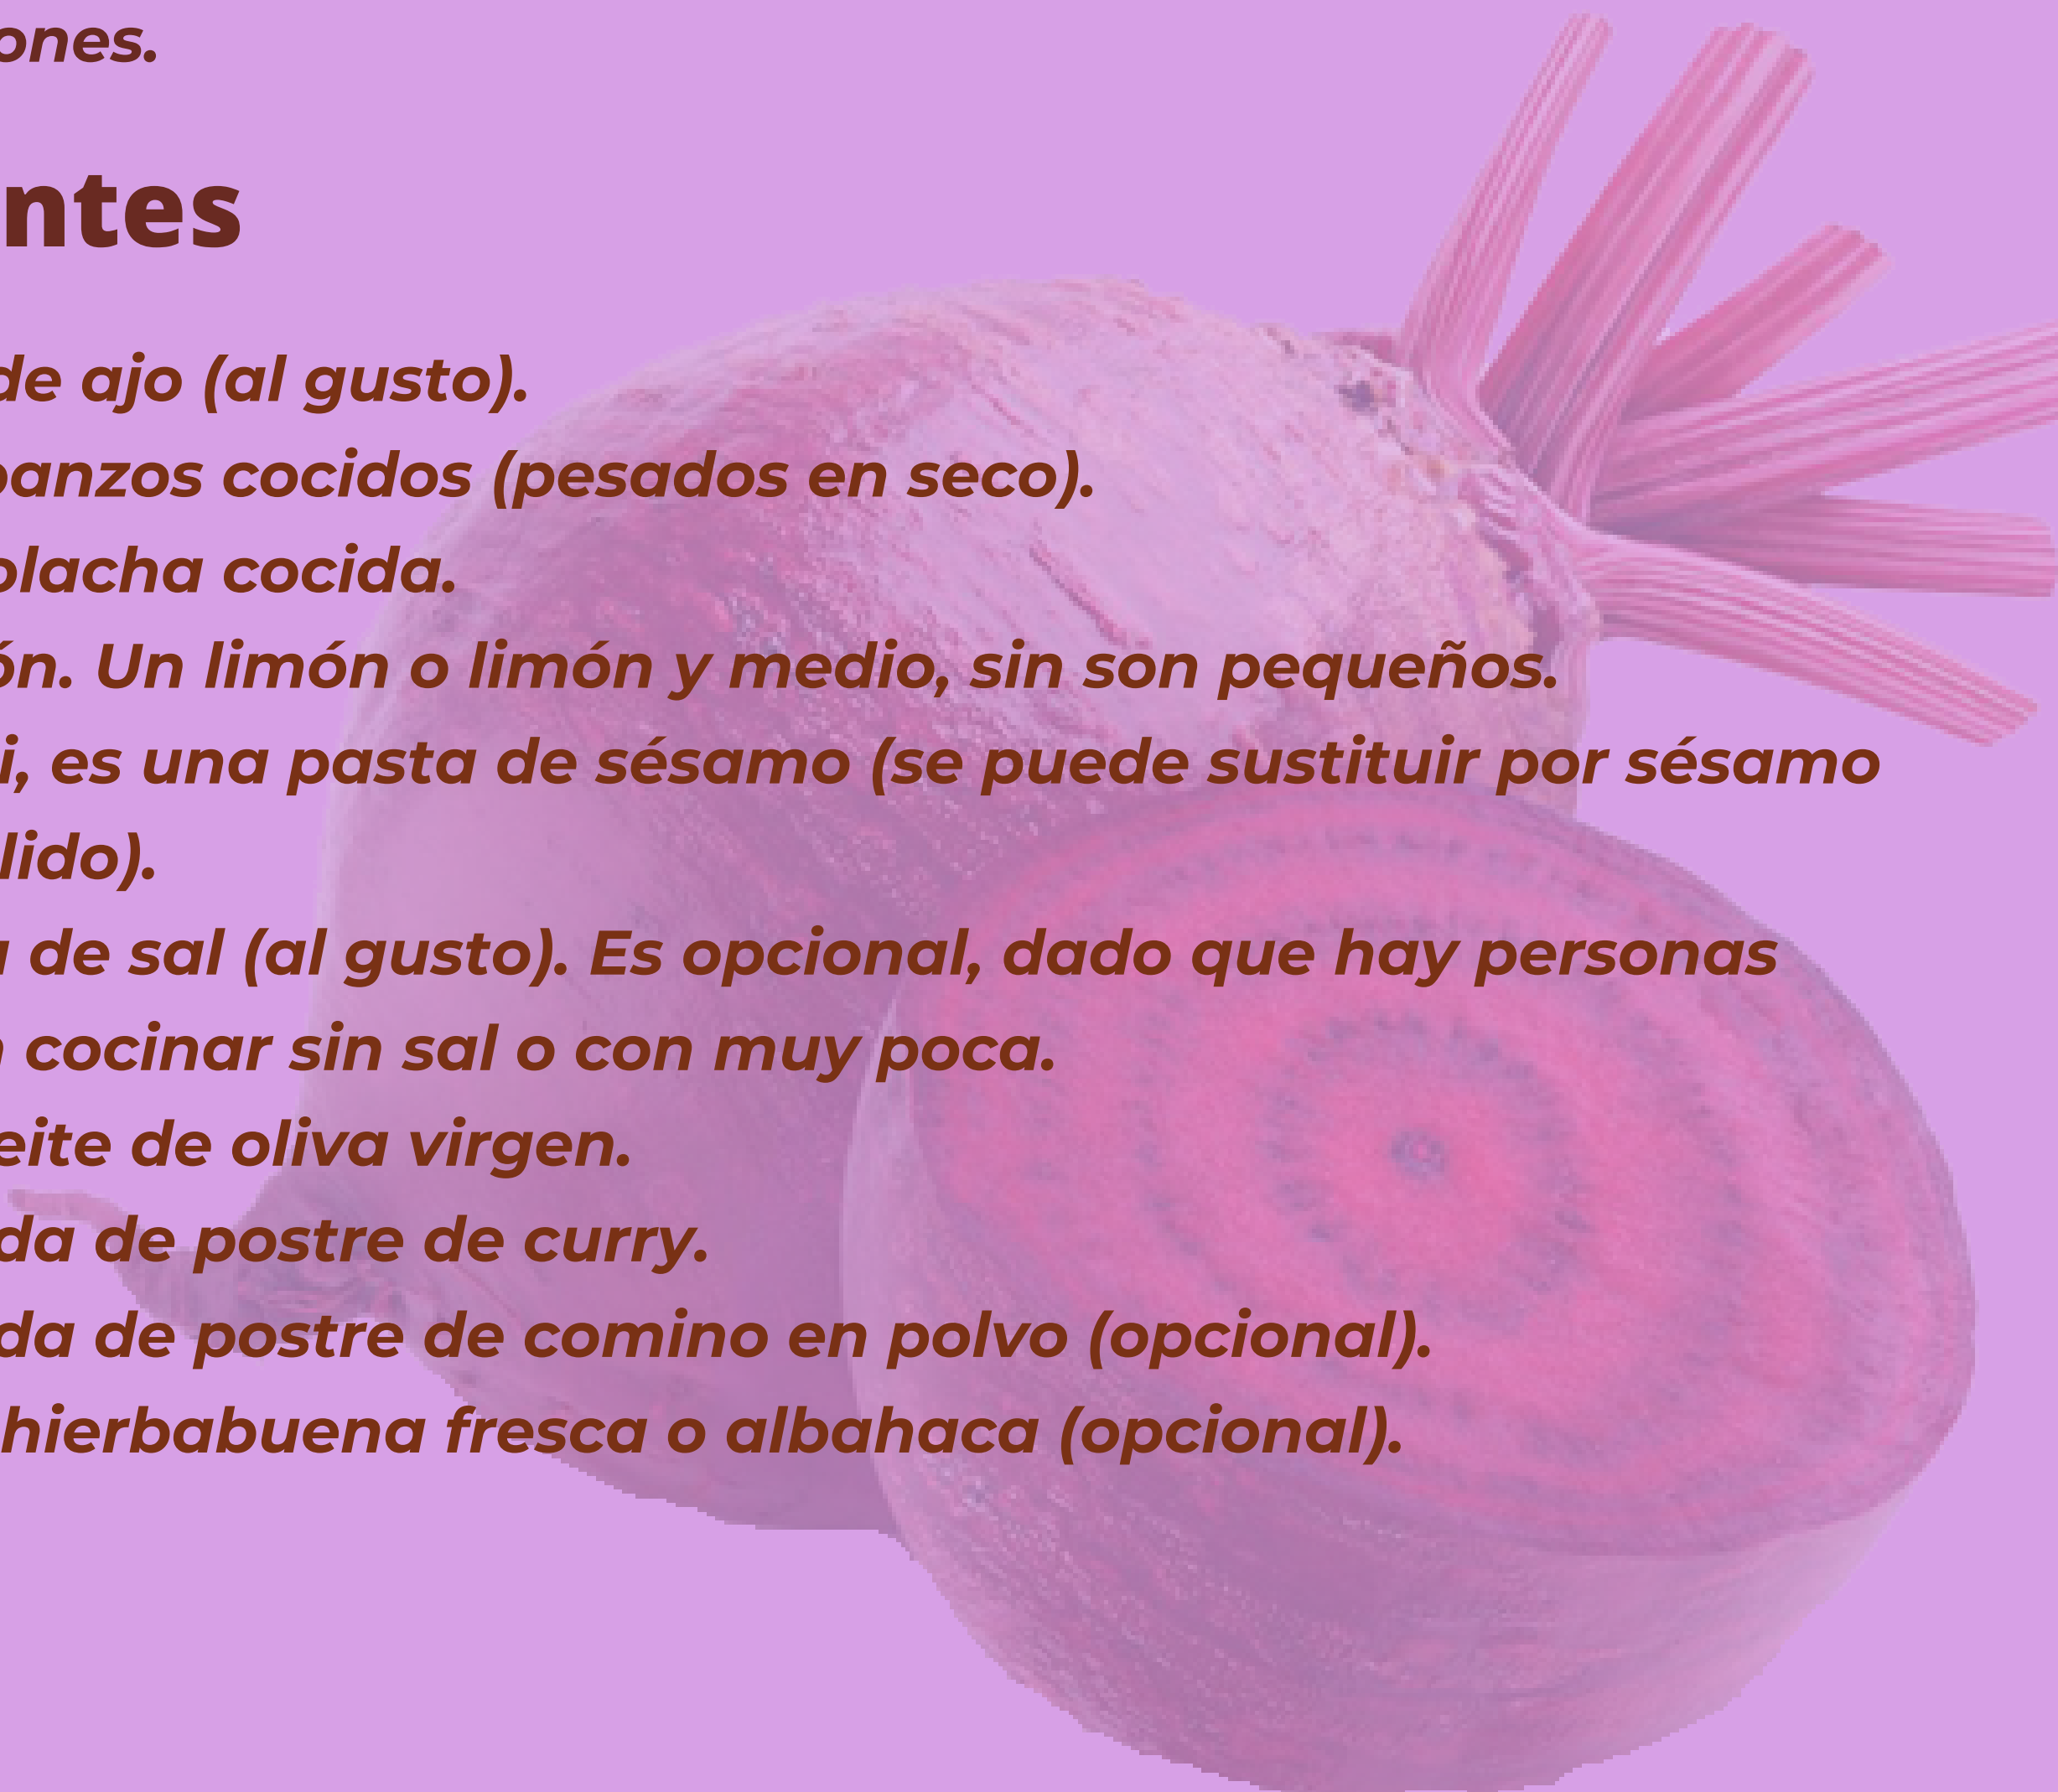 ones.
ntes
de ajo (al gusto).
banzos cocidos (pesados en seco).
olacha cocida.
ón. Un limón o limón y medio, sin son pequeños.
i, es una pasta de sésamo (se puede sustituir por sésamo
lido).
de sal (al gusto). Es opcional, dado que hay personas
cocinar sin sal o con muy poca.
eite de oliva virgen.
da de postre de curry.
da de postre de comino en polvo (opcional).
hierbabuena fresca o albahaca (opcional).